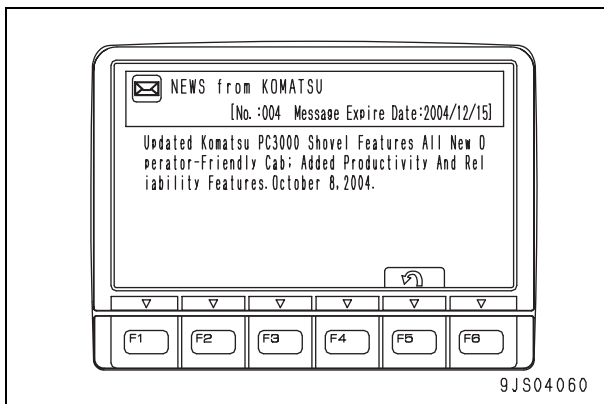 NEWS from KOMATSU
[No. :004 Message Expire Date:2004/12/15]
Updated Komatsu PC3000 Shovel Features All New O
perator-Friendly Cab; Added Productivity And Rel
iability Features. October 8, 2004.
F1 F2 F3 F4 F5 F6
9JS04060